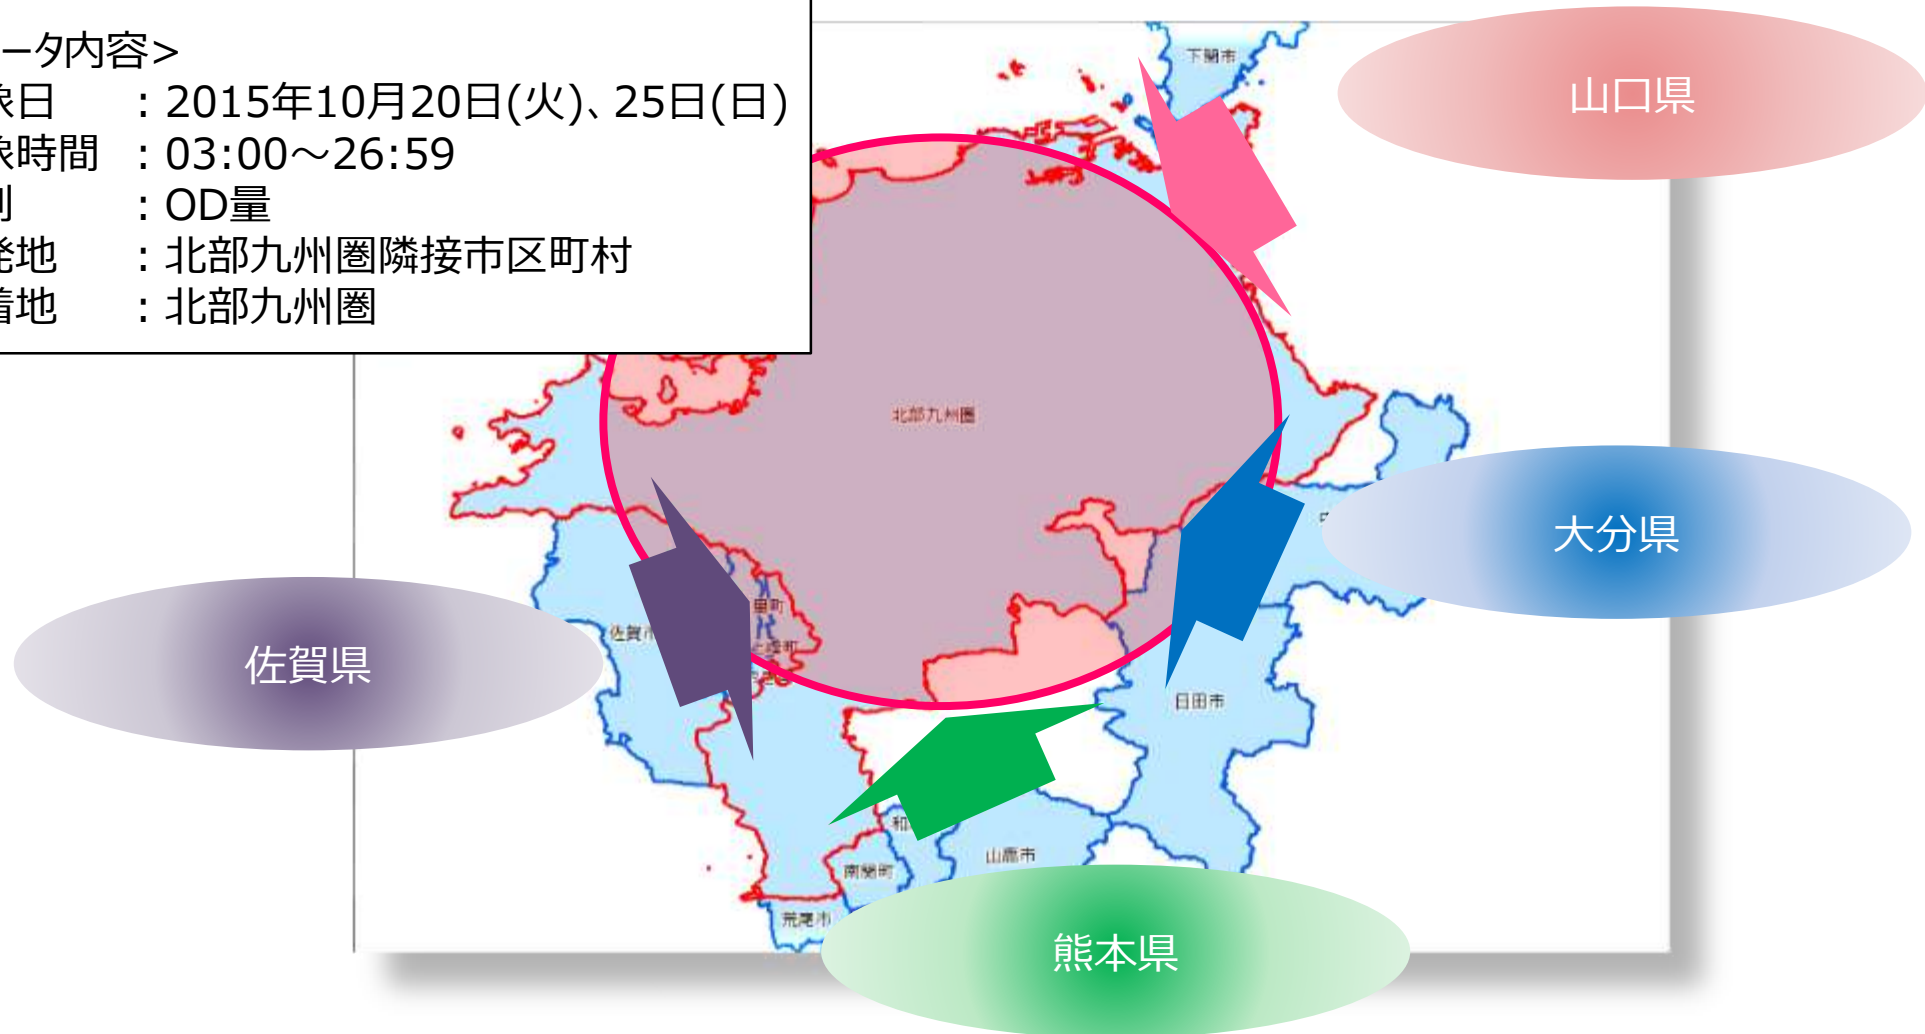 ータ内容>
象日 : 2015年10月20日(火)、25日(日)
象時間 : 03:00～26:59
別 : OD量
発地 : 北部九州圏隣接市区町村
着地 : 北部九州圏
下関市
山口県
北部九州圏
大分県
佐賀市
佐賀県
日田市
山鹿市
南関町
荒尾市
熊本県